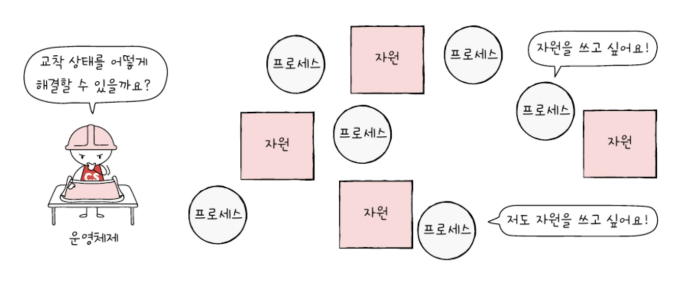 교착 상태를 어떻게
해결할 수 있을까요?
운영체제
프로세스
자원
프로세스
자원을 쓰고 싶어요!
프로세스
자원
프로세스
자원
프로세스
자원
프로세스
저도 자원을 쓰고 싶어요!